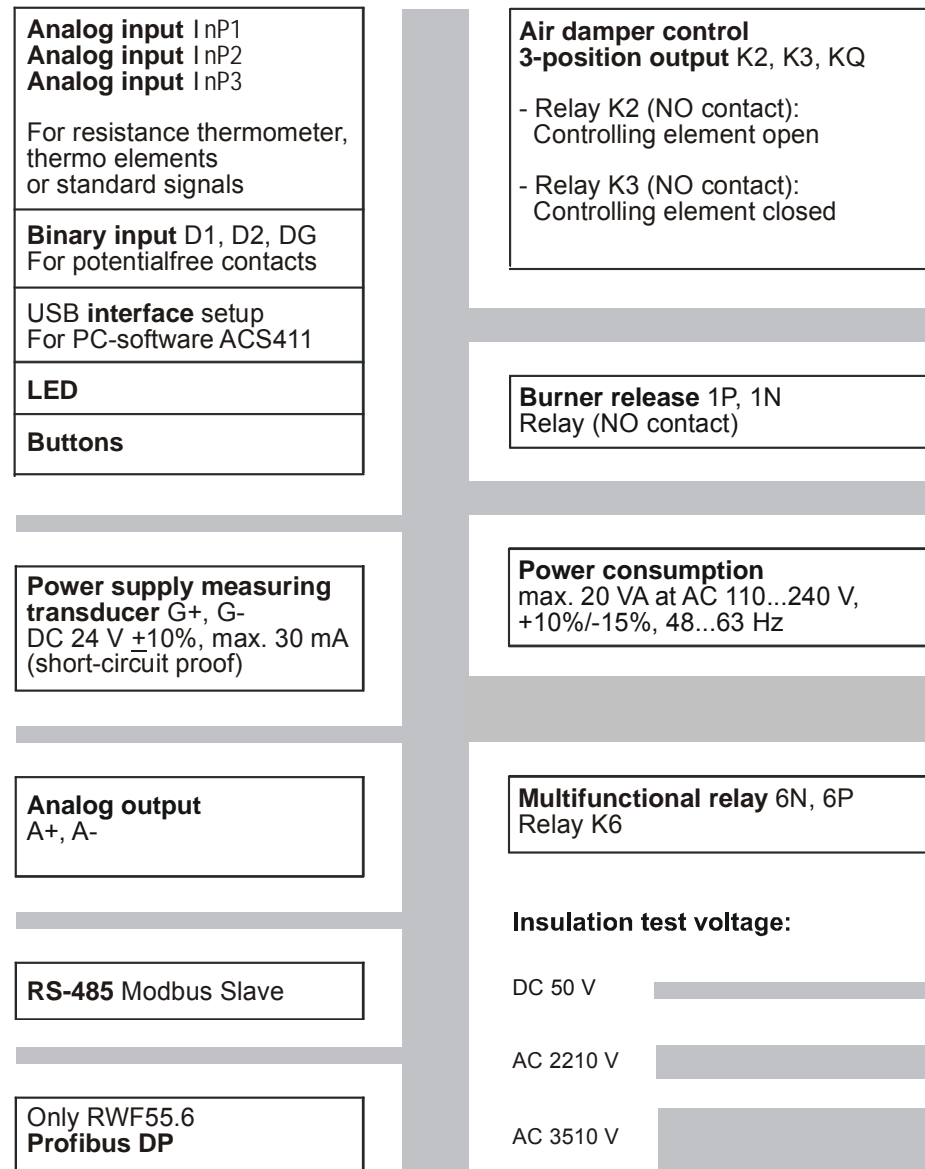 Analog input InP1
Analog input InP2
Analog input InP3
For resistance thermometer,
thermo elements
or standard signals
Binary input D1, D2, DG
For potentialfree contacts
USB interface setup
For PC-software ACS411
LED
Buttons
Power supply measuring
transducer G+, G-
DC 24 V ±10%, max. 30 mA
(short-circuit proof)
Analog output
A+, A-
RS-485 Modbus Slave
Only RWF55.6
Profibus DP
Air damper control
3-position output K2, K3, KQ
- Relay K2 (NO contact):
Controlling element open
- Relay K3 (NO contact):
Controlling element closed
Burner release 1P, 1N
Relay (NO contact)
Power consumption
max. 20 VA at AC 110...240 V,
+10%/-15%, 48...63 Hz
Multifunctional relay 6N, 6P
Relay K6
Insulation test voltage:
DC 50 V
AC 2210 V
AC 3510 V